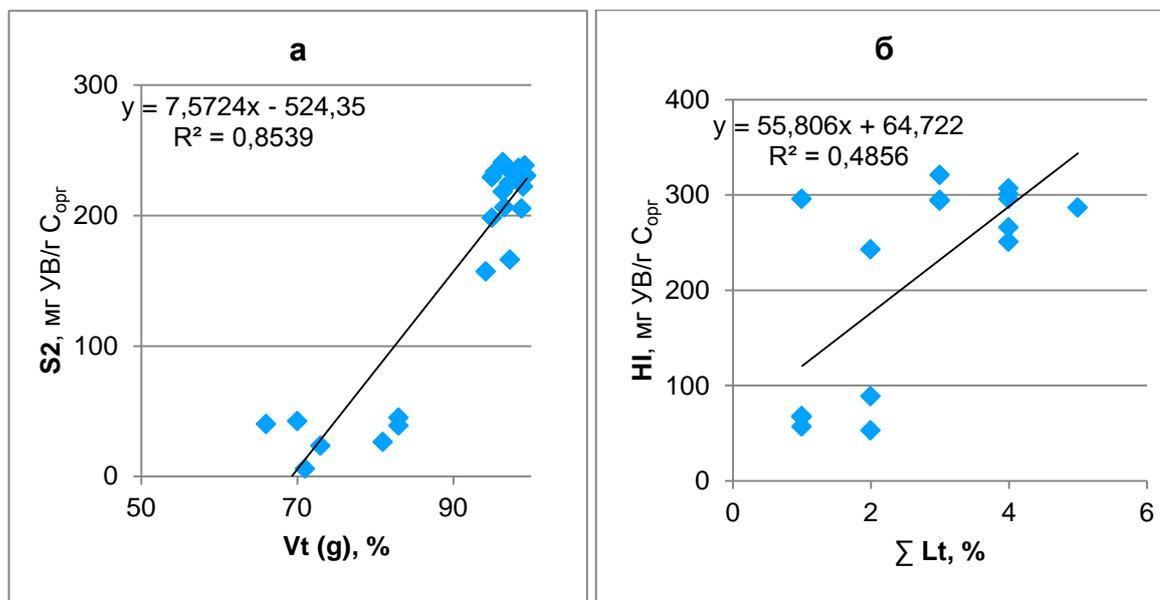 а
300
y = 7,5724x - 524,35
R² = 0,8539
200
100
0
50 70 90
S2, мг УВ/г Cорг
Vt (g), %
б
400
y = 55,806x + 64,722
R² = 0,4856
300
200
100
0
0 2 4 6
HI, мг УВ/г Cорг
∑ Lt, %